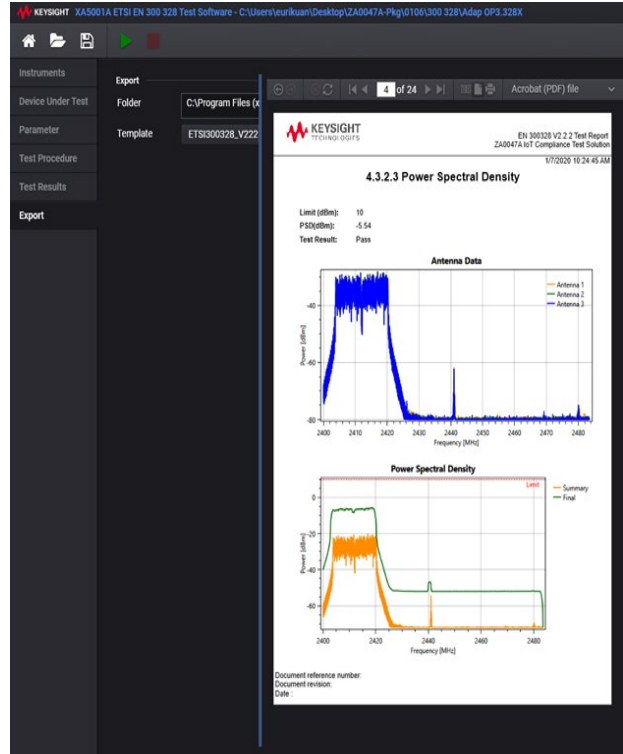 KEYSIGHT XA5001A ETSI EN 300 328 Test Software - C:\Users\eurikuan\Desktop\ZA0047A-Pkg\0106\300 328\Adap OP3.328X
Instruments
Device Under Test
Parameter
Test Procedure
Test Results
Export
Export
Folder C:\Program Files (x
Template ETSI300328_V222
4 of 24 Acrobat (PDF) file
KEYSIGHT
TECHNOLOGIES
EN 300328 V2.2.2 Test Report
ZA0047A IoT Compliance Test Solution
1/7/2020 10:24:45 AM
4.3.2.3 Power Spectral Density
Limit (dBm): 10
PSD(dBm): -5.54
Test Result: Pass
Antenna Data
Antenna 1
Antenna 2
Antenna 3
Power [dBm]
-40
-60
-80
2400 2410 2420 2430 2440 2450 2460 2470 2480
Frequency [MHz]
Power Spectral Density
Limit
Summary
Final
Power [dBm]
0
-20
-40
-60
2400 2420 2440 2460 2480
Frequency [MHz]
Document reference number:
Document revision:
Date :